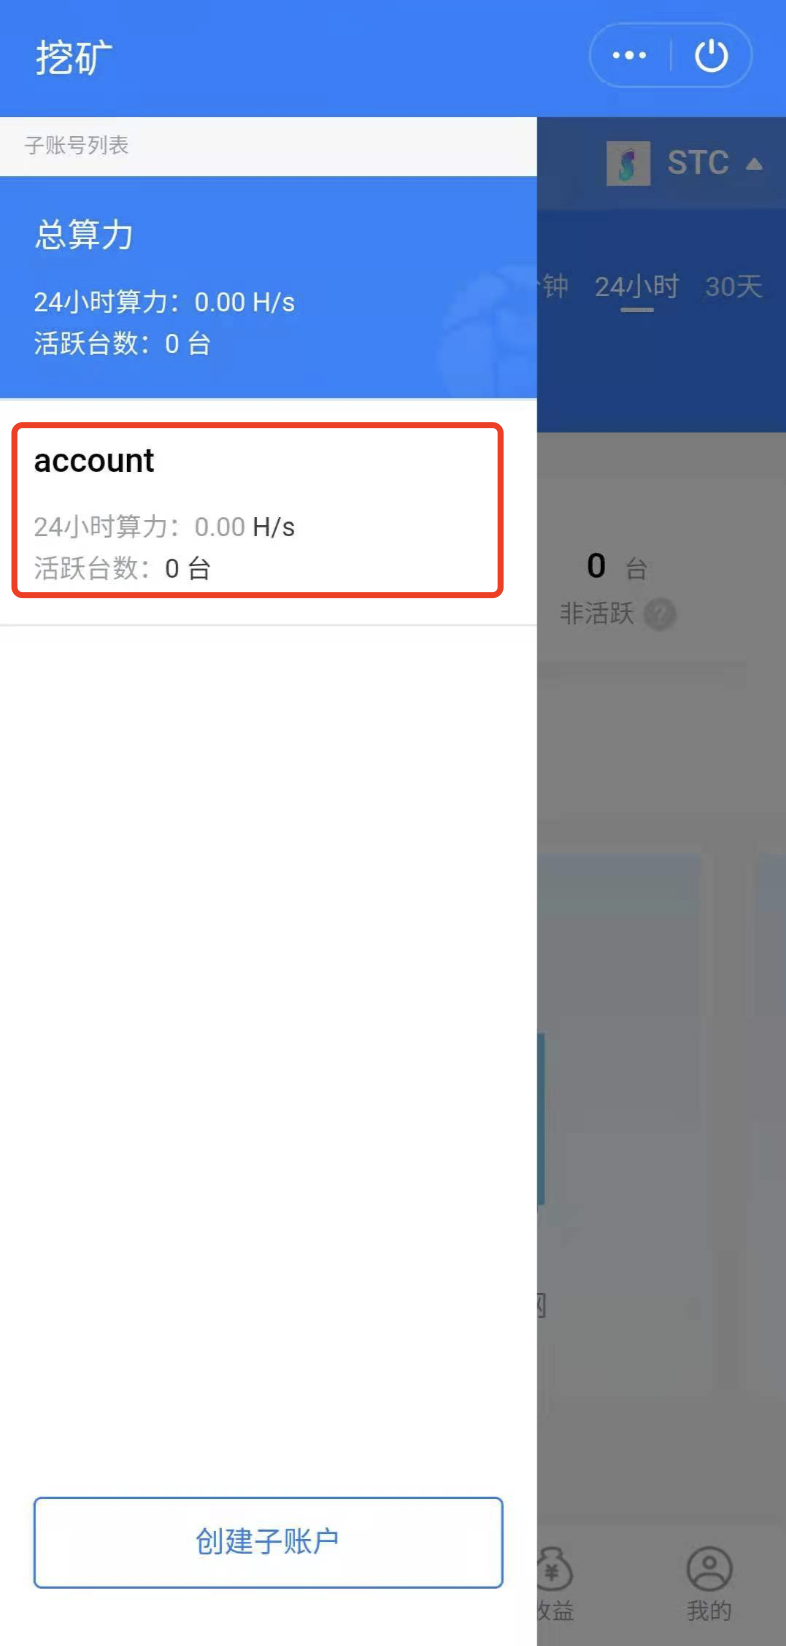 挖矿
子账号列表
STC
总算力
24小时算力：0.00 H/s
活跃台数：0 台
钟 24小时 30天
account
24小时算力：0.00 H/s
活跃台数：0 台
0 台
非活跃 ?
网
创建子账户
收益
我的